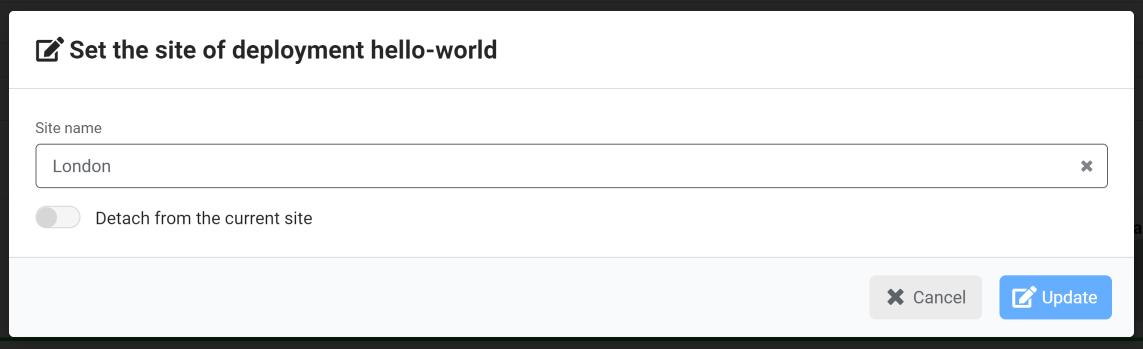 Set the site of deployment hello-world
Site name
London
Detach from the current site
Cancel
Update